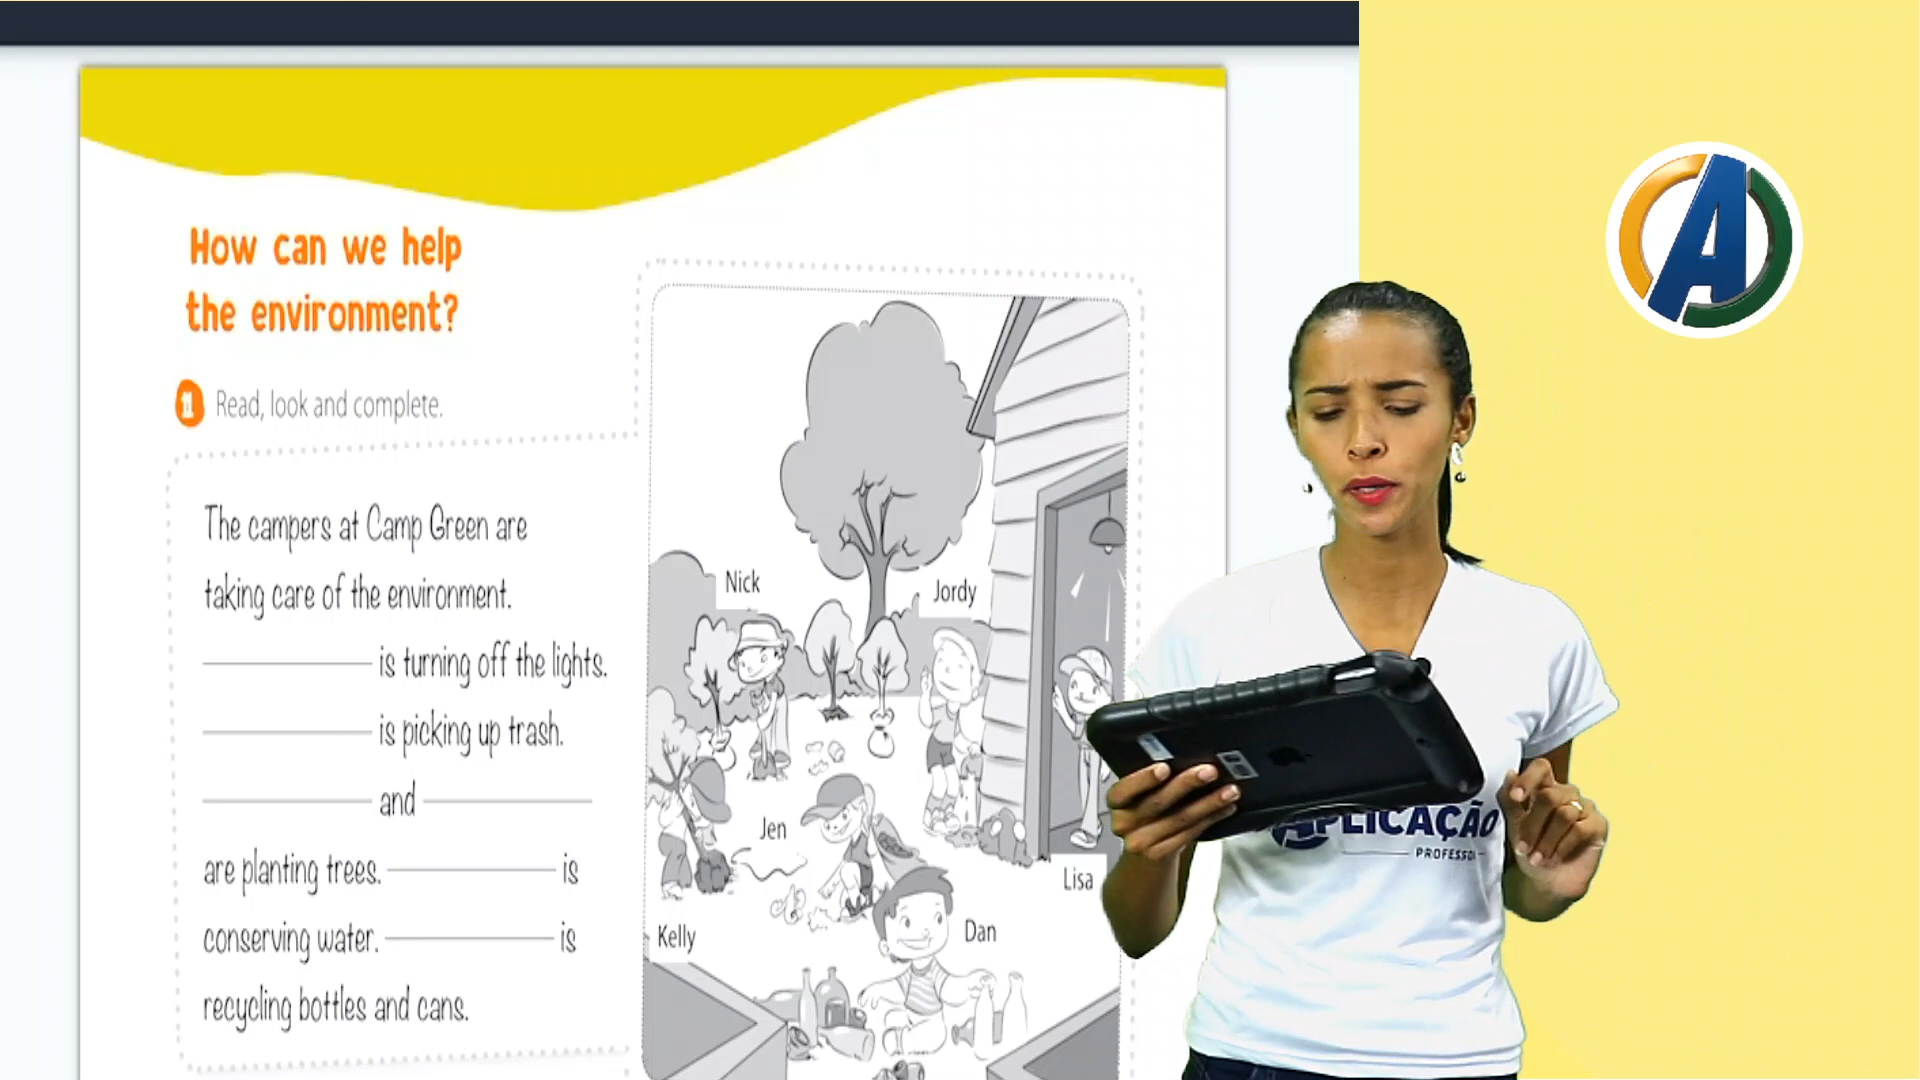 How can we help
the environment?
1 Read, look and complete.
The campers at Camp Green are
taking care of the environment.
is turning off the lights.
is picking up trash.
and
are planting trees. is
conserving water. is
recycling bottles and cans.
Nick
Jordy
Jen
Lisa
Kelly
Dan
A
APLICAÇÃO
PROFESSOR